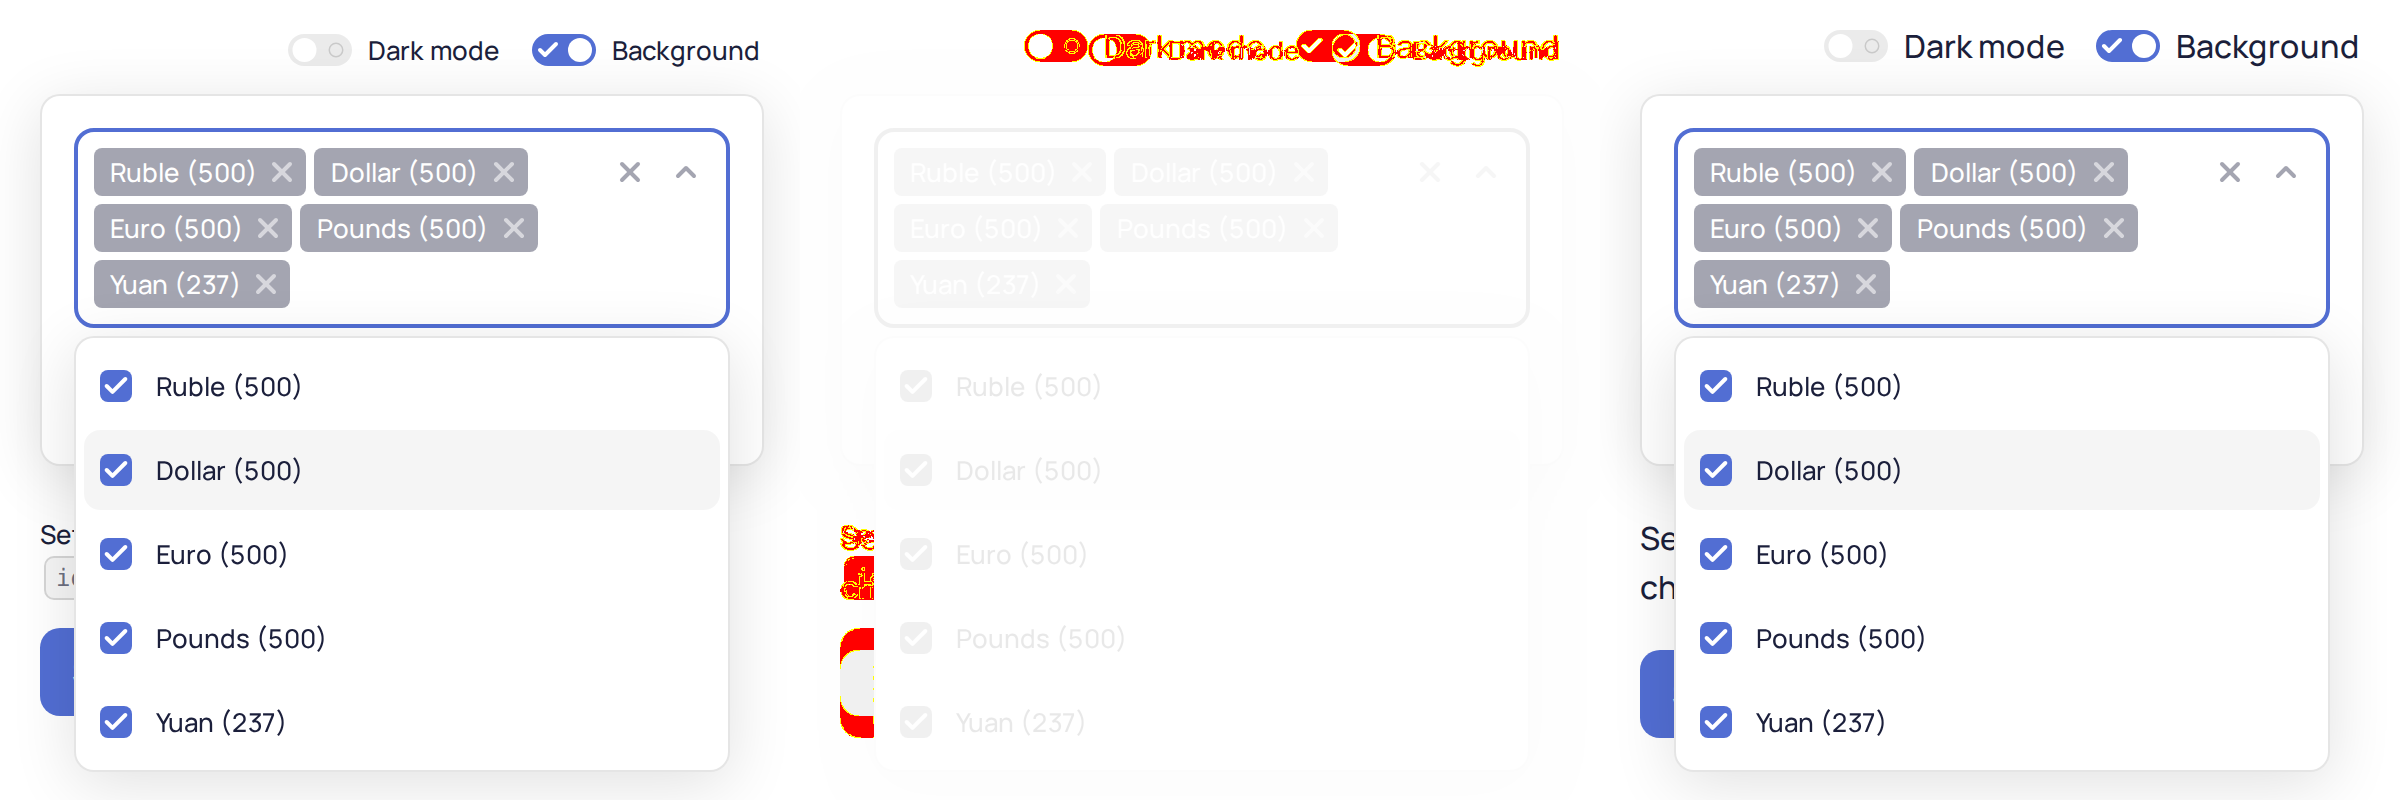 Dark mode Background
Ruble (500) Dollar (500)
Euro (500) Pounds (500)
Yuan (237)
Ruble (500)
Dollar (500)
Euro (500)
Pounds (500)
Yuan (237)
Dark mode Background
Ruble (500) Dollar (500)
Euro (500) Pounds (500)
Yuan (237)
Ruble (500)
Dollar (500)
Euro (500)
Pounds (500)
Yuan (237)
Dark mode Background
Ruble (500) Dollar (500)
Euro (500) Pounds (500)
Yuan (237)
Ruble (500)
Dollar (500)
Euro (500)
Pounds (500)
Yuan (237)
Se
ch